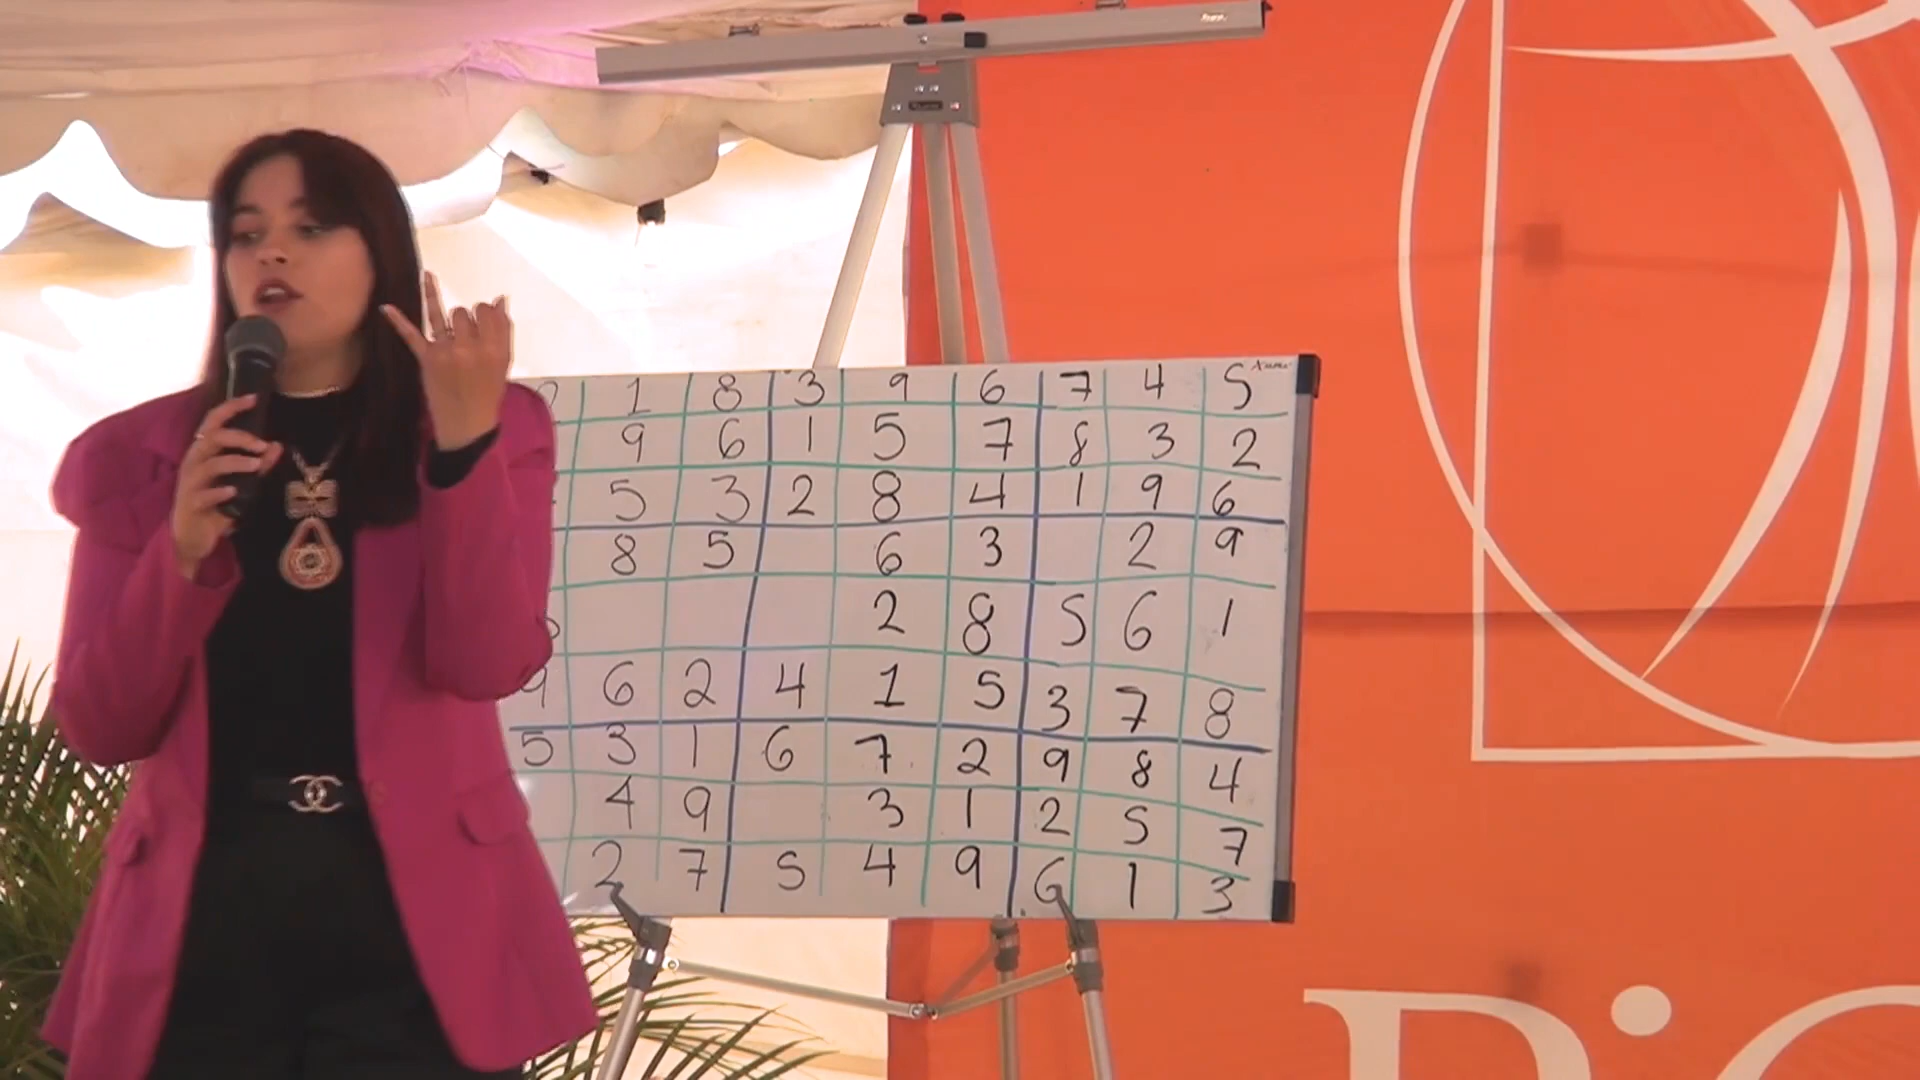 2 1 8 3 9 6 7 4 5
9 6 1 5 7 8 3 2
5 3 2 8 4 1 9 6
8 5 6 3 2 9
2 8 5 6 1
9 6 2 4 1 5 3 7 8
5 3 1 6 7 2 9 8 4
4 9 3 1 2 5 7
2 7 5 4 9 6 1 3